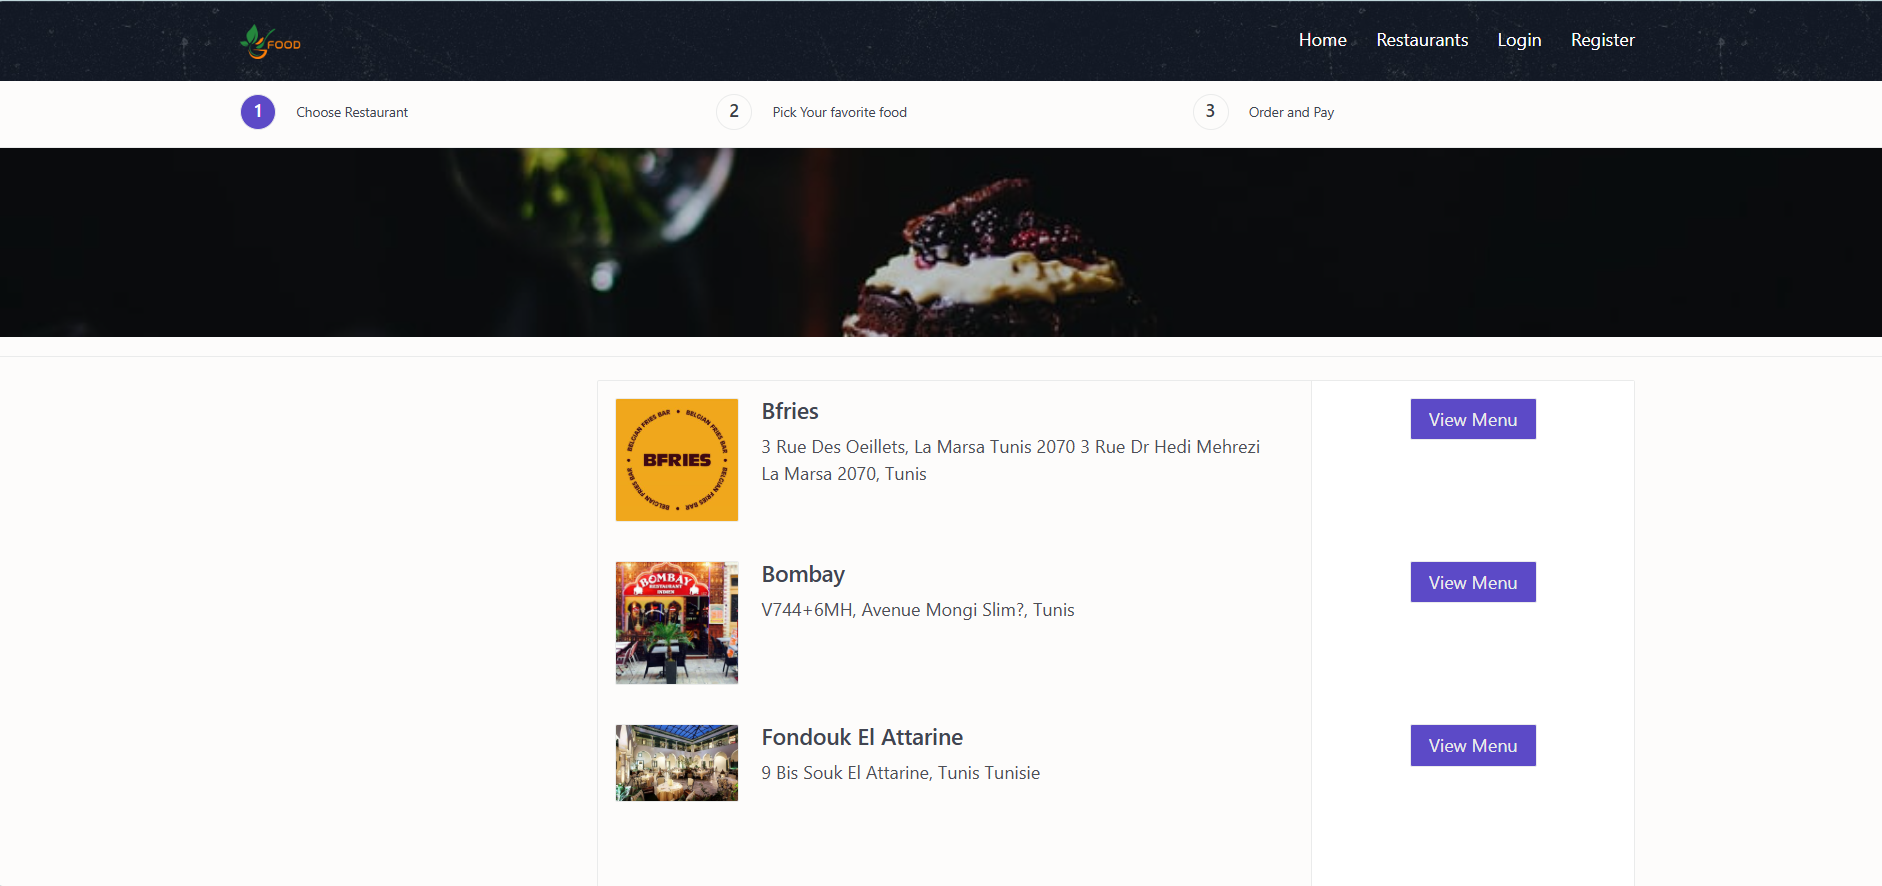 FOOD
Home Restaurants Login Register
1 Choose Restaurant 2 Pick Your favorite food 3 Order and Pay
BELGIAN FRIES BAR • BELGIAN FRIES BAR • BELGIAN FRIES BAR • BELGIAN FRIES BAR •
BFRIES
Bfries
3 Rue Des Oeillets, La Marsa Tunis 2070 3 Rue Dr Hedi Mehrezi
La Marsa 2070, Tunis
View Menu
BOMBAY
RESTAURANT
INDIEN
Bombay
V744+6MH, Avenue Mongi Slim?, Tunis
View Menu
Fondouk El Attarine
9 Bis Souk El Attarine, Tunis Tunisie
View Menu